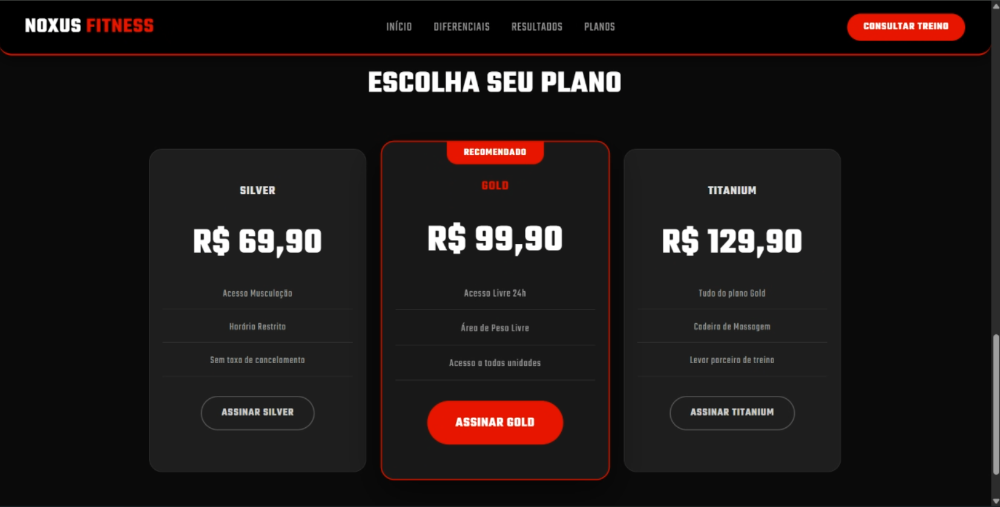 NOXUS FITNESS
INÍCIO DIFERENCIAIS RESULTADOS PLANOS
CONSULTAR TREINO
ESCOLHA SEU PLANO
SILVER
R$ 69,90
Acesso Musculação
Horário Restrito
Sem taxa de cancelamento
ASSINAR SILVER
RECOMENDADO
GOLD
R$ 99,90
Acesso Livre 24h
Área de Peso Livre
Acesso a todas unidades
ASSINAR GOLD
TITANIUM
R$ 129,90
Tudo do plano Gold
Cadeira de Massagem
Levar parceiro de treino
ASSINAR TITANIUM